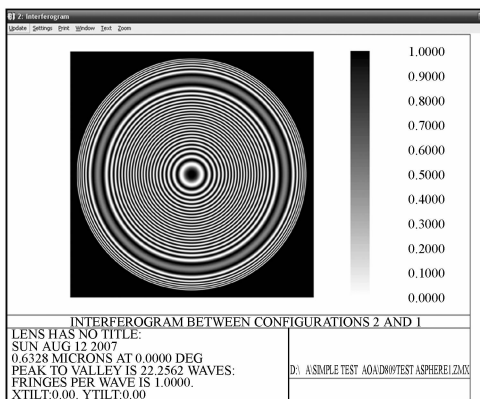 2: Interferogram
Update Settings Print Window Text Zoom
1.0000
0.9000
0.8000
0.7000
0.6000
0.5000
0.4000
0.3000
0.2000
0.1000
0.0000
INTERFEROGRAM BETWEEN CONFIGURATIONS 2 AND 1
LENS HAS NO TITLE:
SUN AUG 12 2007
0.6328 MICRONS AT 0.0000 DEG
PEAK TO VALLEY IS 22.2562 WAVES:
FRINGES PER WAVE IS 1.0000.
XTILT:0.00, YTILT:0.00
D:\ A\SIMPLE TEST AOA\D809TEST ASPHERE1.ZMX